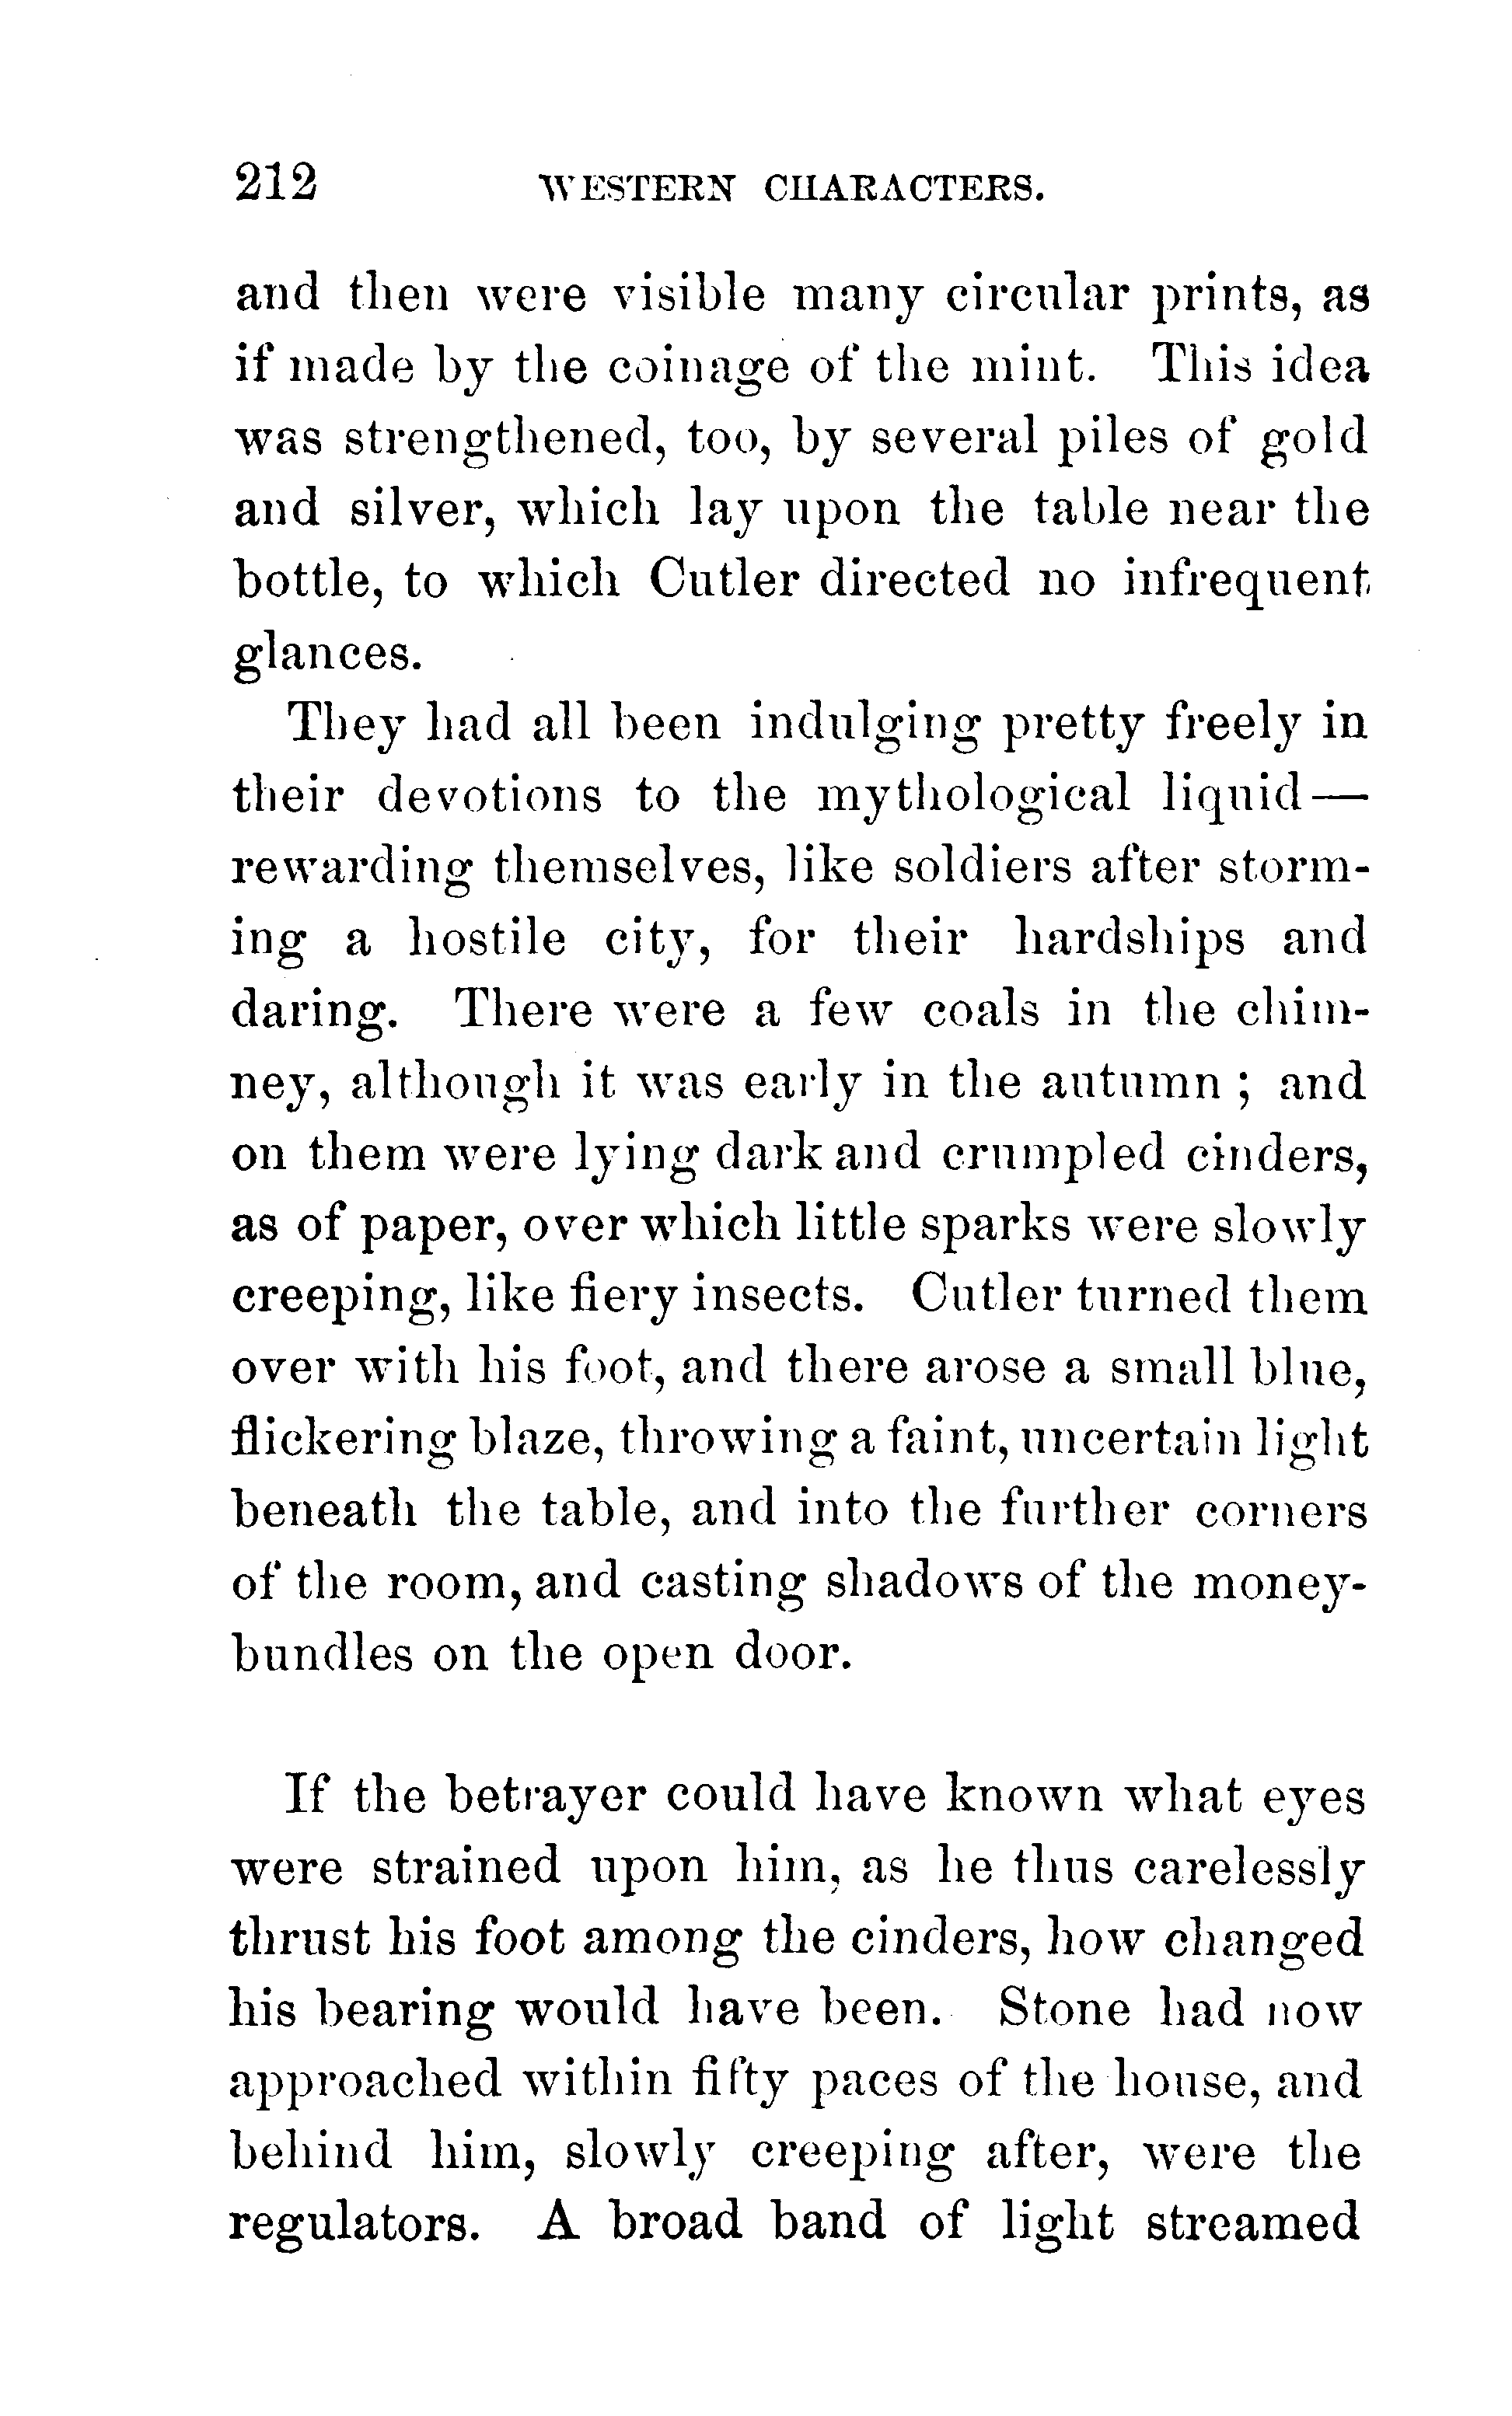 212 WESTERN CHARACTERS.
and then were visible many circular prints, as
if made by the coinage of the mint. This idea
was strengthened, too, by several piles of gold
and silver, which lay upon the table near the
bottle, to which Cutler directed no infrequent
glances.
They had all been indulging pretty freely in
their devotions to the mythological liquid—
rewarding themselves, like soldiers after storm-
ing a hostile city, for their hardships and
daring. There were a few coals in the chim-
ney, although it was early in the autumn ; and
on them were lying dark and crumpled cinders,
as of paper, over which little sparks were slowly
creeping, like fiery insects. Cutler turned them
over with his foot, and there arose a small blue,
flickering blaze, throwing a faint, uncertain light
beneath the table, and into the further corners
of the room, and casting shadows of the money-
bundles on the open door.
If the betrayer could have known what eyes
were strained upon him, as he thus carelessly
thrust his foot among the cinders, how changed
his bearing would have been. Stone had now
approached within fifty paces of the house, and
behind him, slowly creeping after, were the
regulators. A broad band of light streamed